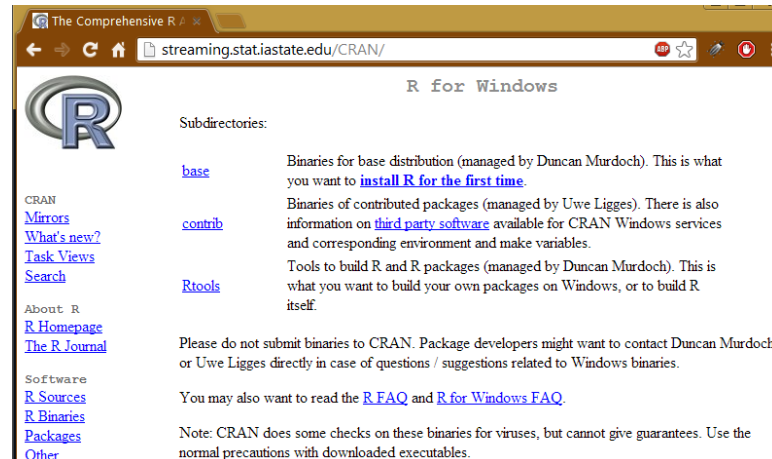 The Comprehensive R A
streaming.stat.iastate.edu/CRAN/
ABP
R
R for Windows
Subdirectories:
base
Binaries for base distribution (managed by Duncan Murdoch). This is what
you want to install R for the first time.
contrib
Binaries of contributed packages (managed by Uwe Ligges). There is also
information on third party software available for CRAN Windows services
and corresponding environment and make variables.
Rtools
Tools to build R and R packages (managed by Duncan Murdoch). This is
what you want to build your own packages on Windows, or to build R
itself.
Please do not submit binaries to CRAN. Package developers might want to contact Duncan Murdoch
or Uwe Ligges directly in case of questions / suggestions related to Windows binaries.
You may also want to read the R FAQ and R for Windows FAQ.
Note: CRAN does some checks on these binaries for viruses, but cannot give guarantees. Use the
normal precautions with downloaded executables.
CRAN
Mirrors
What's new?
Task Views
Search
About R
R Homepage
The R Journal
Software
R Sources
R Binaries
Packages
Other